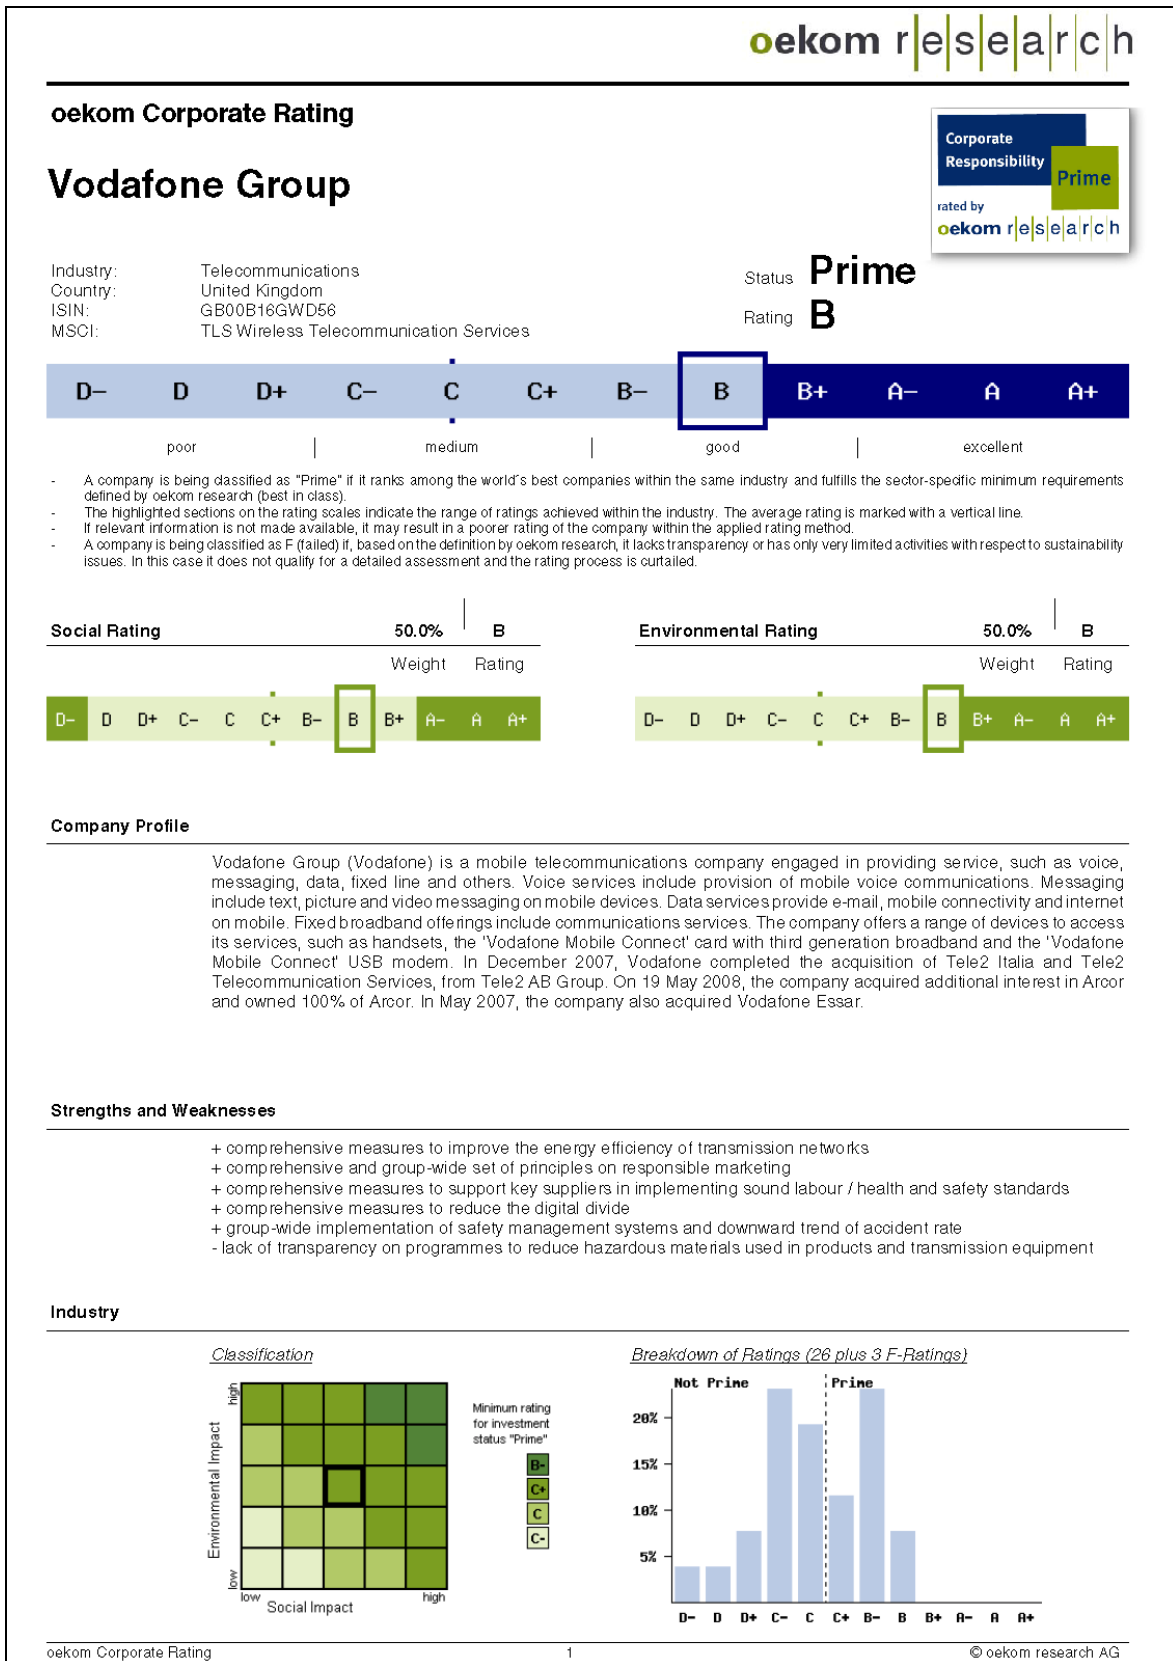 oekom r|e|s|e|a|r|c|h
oekom Corporate Rating
Vodafone Group
Corporate
Responsibility
Prime
rated by
oekom r|e|s|e|a|r|c|h
Industry: Telecommunications
Country: United Kingdom
ISIN: GB00B16GWD56
MSCI: TLS Wireless Telecommunication Services
Status Prime
Rating B
D- D D+ C- C C+ B- B B+ A- A A+
poor | medium | good | excellent
- A company is being classified as "Prime" if it ranks among the world´s best companies within the same industry and fulfills the sector-specific minimum requirements
defined by oekom research (best in class).
- The highlighted sections on the rating scales indicate the range of ratings achieved within the industry. The average rating is marked with a vertical line.
- If relevant information is not made available, it may result in a poorer rating of the company within the applied rating method.
- A company is being classified as F (failed) if, based on the definition by oekom research, it lacks transparency or has only very limited activities with respect to sustainability
issues. In this case it does not qualify for a detailed assessment and the rating process is curtailed.
Social Rating 50.0% B
Weight Rating
D- D D+ C- C C+ B- B B+ A- A A+
Environmental Rating 50.0% B
Weight Rating
D- D D+ C- C C+ B- B B+ A- A A+
Company Profile
Vodafone Group (Vodafone) is a mobile telecommunications company engaged in providing service, such as voice,
messaging, data, fixed line and others. Voice services include provision of mobile voice communications. Messaging
include text, picture and video messaging on mobile devices. Data services provide e-mail, mobile connectivity and internet
on mobile. Fixed broadband offerings include communications services. The company offers a range of devices to access
its services, such as handsets, the 'Vodafone Mobile Connect' card with third generation broadband and the 'Vodafone
Mobile Connect' USB modem. In December 2007, Vodafone completed the acquisition of Tele2 Italia and Tele2
Telecommunication Services, from Tele2 AB Group. On 19 May 2008, the company acquired additional interest in Arcor
and owned 100% of Arcor. In May 2007, the company also acquired Vodafone Essar.
Strengths and Weaknesses
+ comprehensive measures to improve the energy efficiency of transmission networks
+ comprehensive and group-wide set of principles on responsible marketing
+ comprehensive measures to support key suppliers in implementing sound labour / health and safety standards
+ comprehensive measures to reduce the digital divide
+ group-wide implementation of safety management systems and downward trend of accident rate
- lack of transparency on programmes to reduce hazardous materials used in products and transmission equipment
Industry
Classification
high
Environmental Impact
low
low
Social Impact
high
Minimum rating
for investment
status "Prime"
B-
C+
C
C-
Breakdown of Ratings (26 plus 3 F-Ratings)
Not Prime Prime
20%
15%
10%
5%
D- D D+ C- C C+ B- B B+ A- A A+
oekom Corporate Rating 1 © oekom research AG